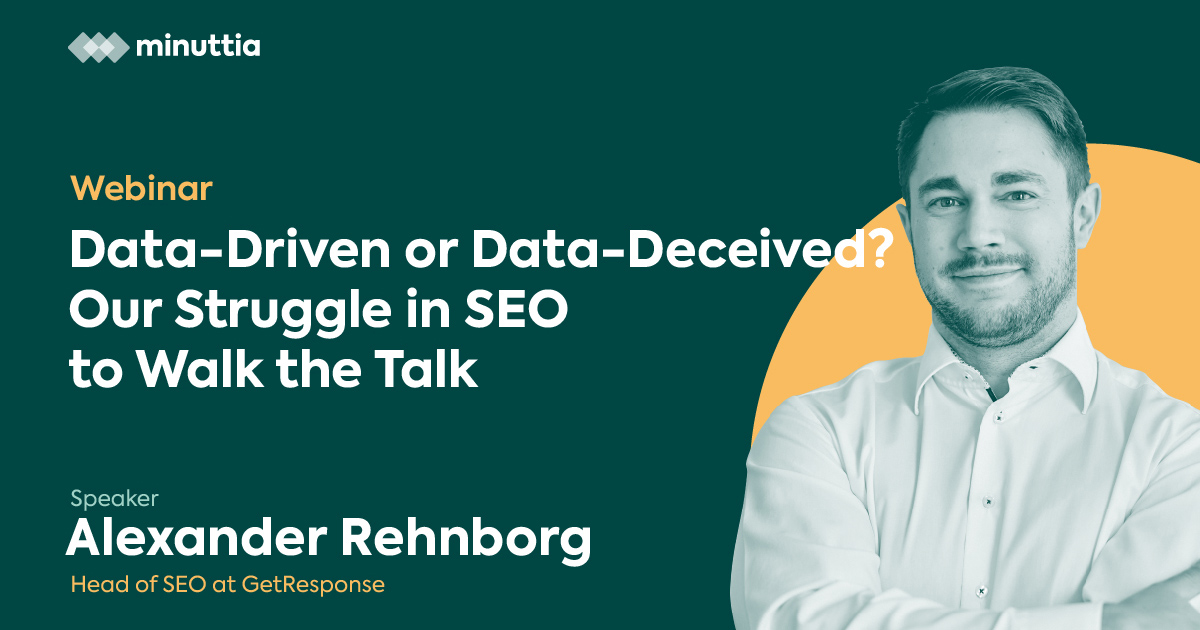 minuttia
Webinar
Data-Driven or Data-Deceived?
Our Struggle in SEO
to Walk the Talk
Speaker
Alexander Rehnborg
Head of SEO at GetResponse